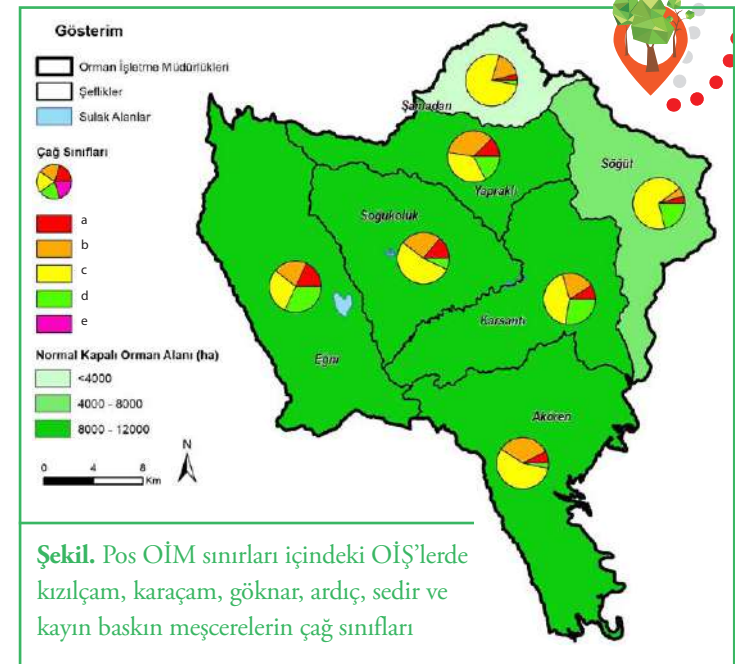 Gösterim
Orman İşletme Müdürlükleri
Şeflikler
Sulak Alanlar
Çağ Sınıfları
a
b
c
d
e
Normal Kapalı Orman Alanı (ha)
<4000
4000 - 8000
8000 - 12000
N
0 4 8
Km
Şamadan
Söğüt
Yapraklı
Soğukoluk
Karsantı
Eğni
Akören
Şekil. Pos OİM sınırları içindeki OİŞ’lerde
kızılçam, karaçam, göknar, ardıç, sedir ve
kayın baskın meşcerelerin çağ sınıfları